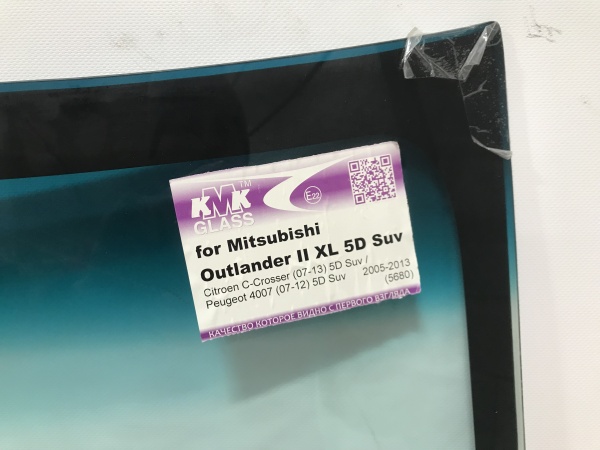 KMK™
GLASS
E22
for Mitsubishi
Outlander II XL 5D Suv
Citroen C-Crosser (07-13) 5D Suv /
Peugeot 4007 (07-12) 5D Suv 2005-2013
(5680)
КАЧЕСТВО КОТОРОЕ ВИДНО С ПЕРВОГО ВЗГЛЯДА